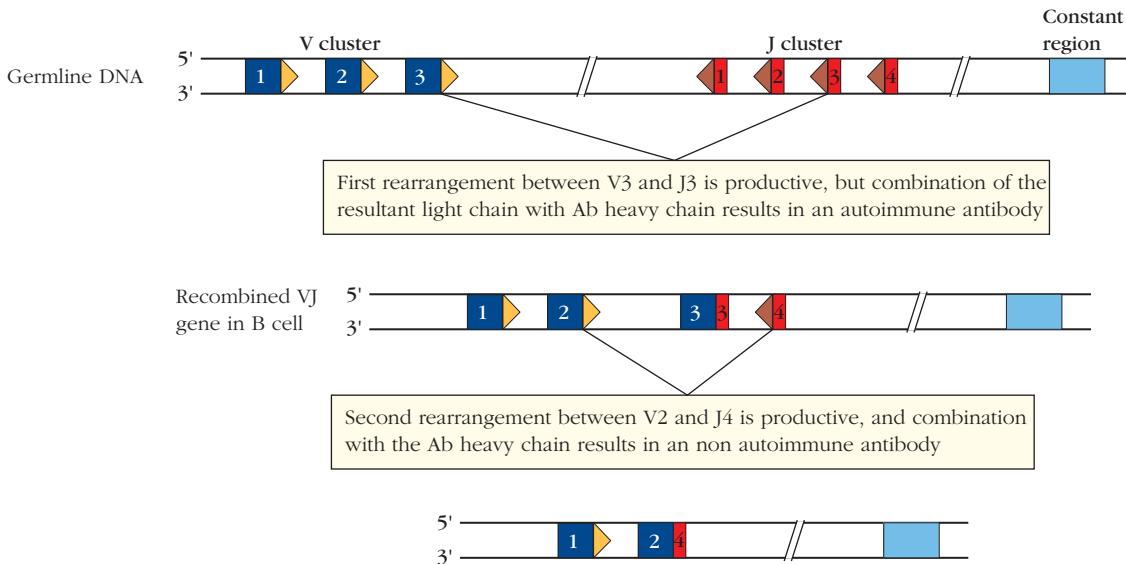 Constant
region
V cluster
J cluster
Germline DNA
5'
3'
1 2 3 1 2 3 4
First rearrangement between V3 and J3 is productive, but combination of the
resultant light chain with Ab heavy chain results in an autoimmune antibody
Recombined VJ
gene in B cell
5'
3'
1 2 3 3 4
Second rearrangement between V2 and J4 is productive, and combination
with the Ab heavy chain results in an non autoimmune antibody
5'
3'
1 2 4